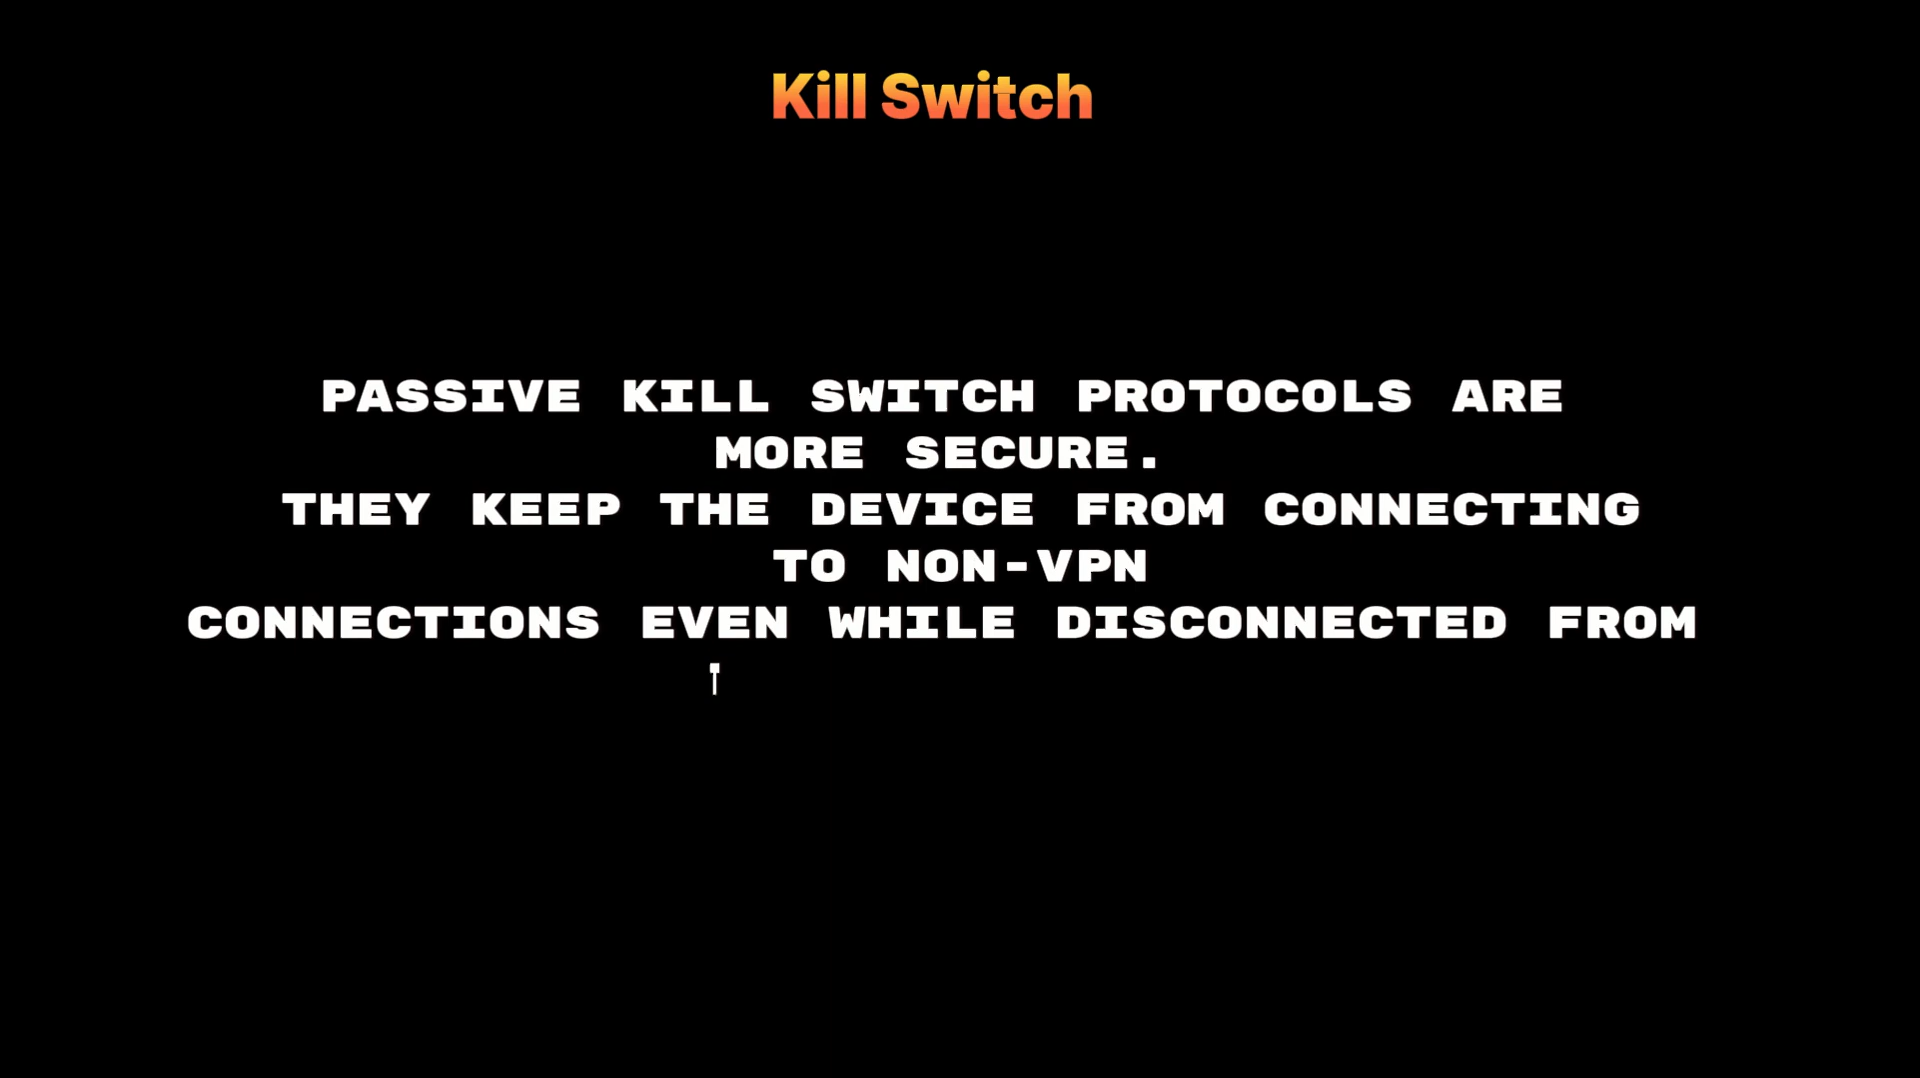 Kill Switch
PASSIVE KILL SWITCH PROTOCOLS ARE
MORE SECURE.
THEY KEEP THE DEVICE FROM CONNECTING
TO NON-VPN
CONNECTIONS EVEN WHILE DISCONNECTED FROM